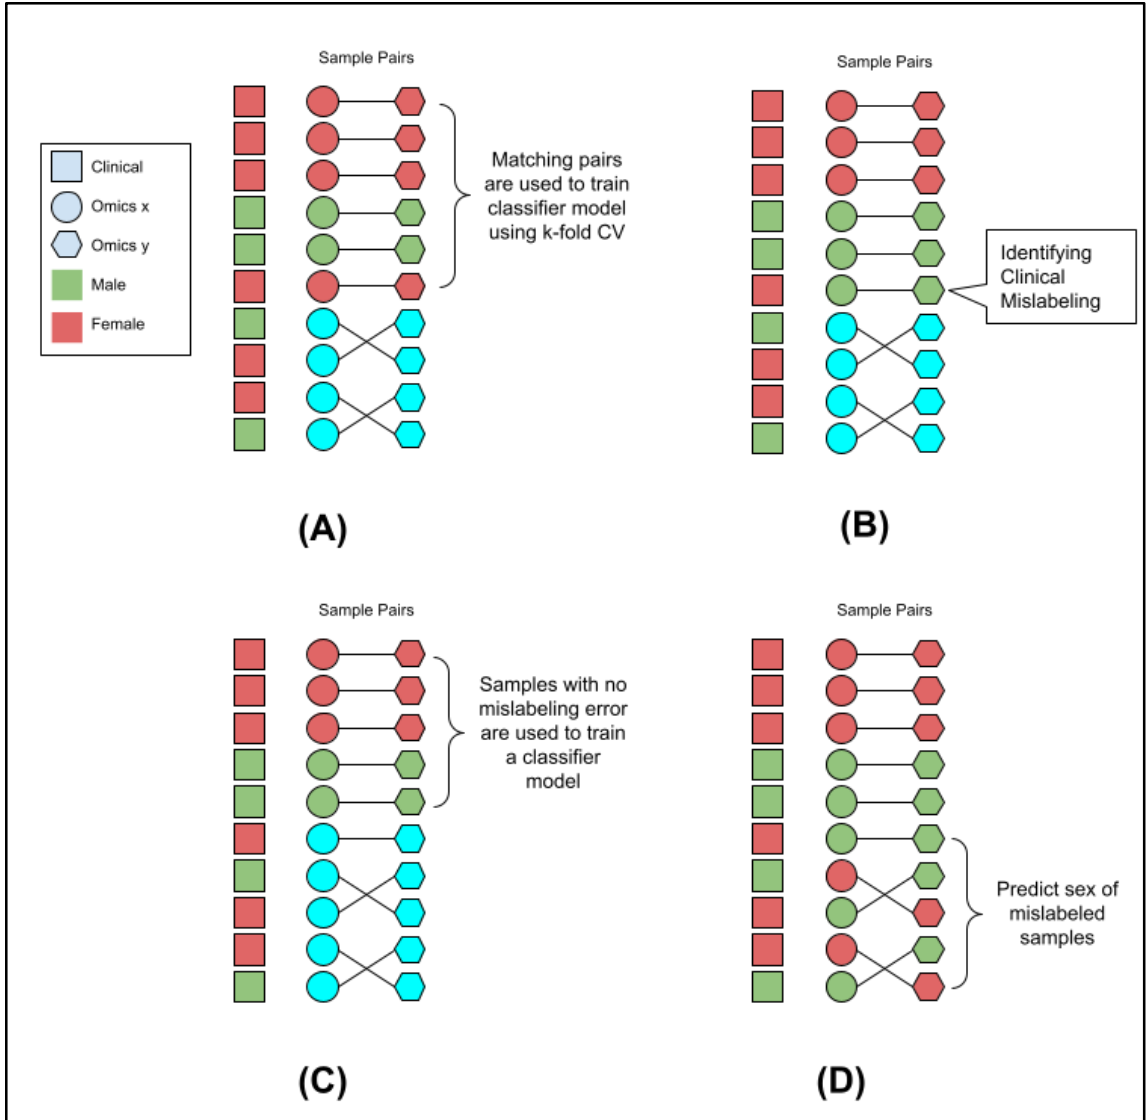 Sample Pairs
Clinical
Omics x
Omics y
Male
Female
Matching pairs
are used to train
classifier model
using k-fold CV
(A)
Sample Pairs
Identifying
Clinical
Mislabeling
(B)
Sample Pairs
Samples with no
mislabeling error
are used to train
a classifier
model
(C)
Sample Pairs
Predict sex of
mislabeled
samples
(D)